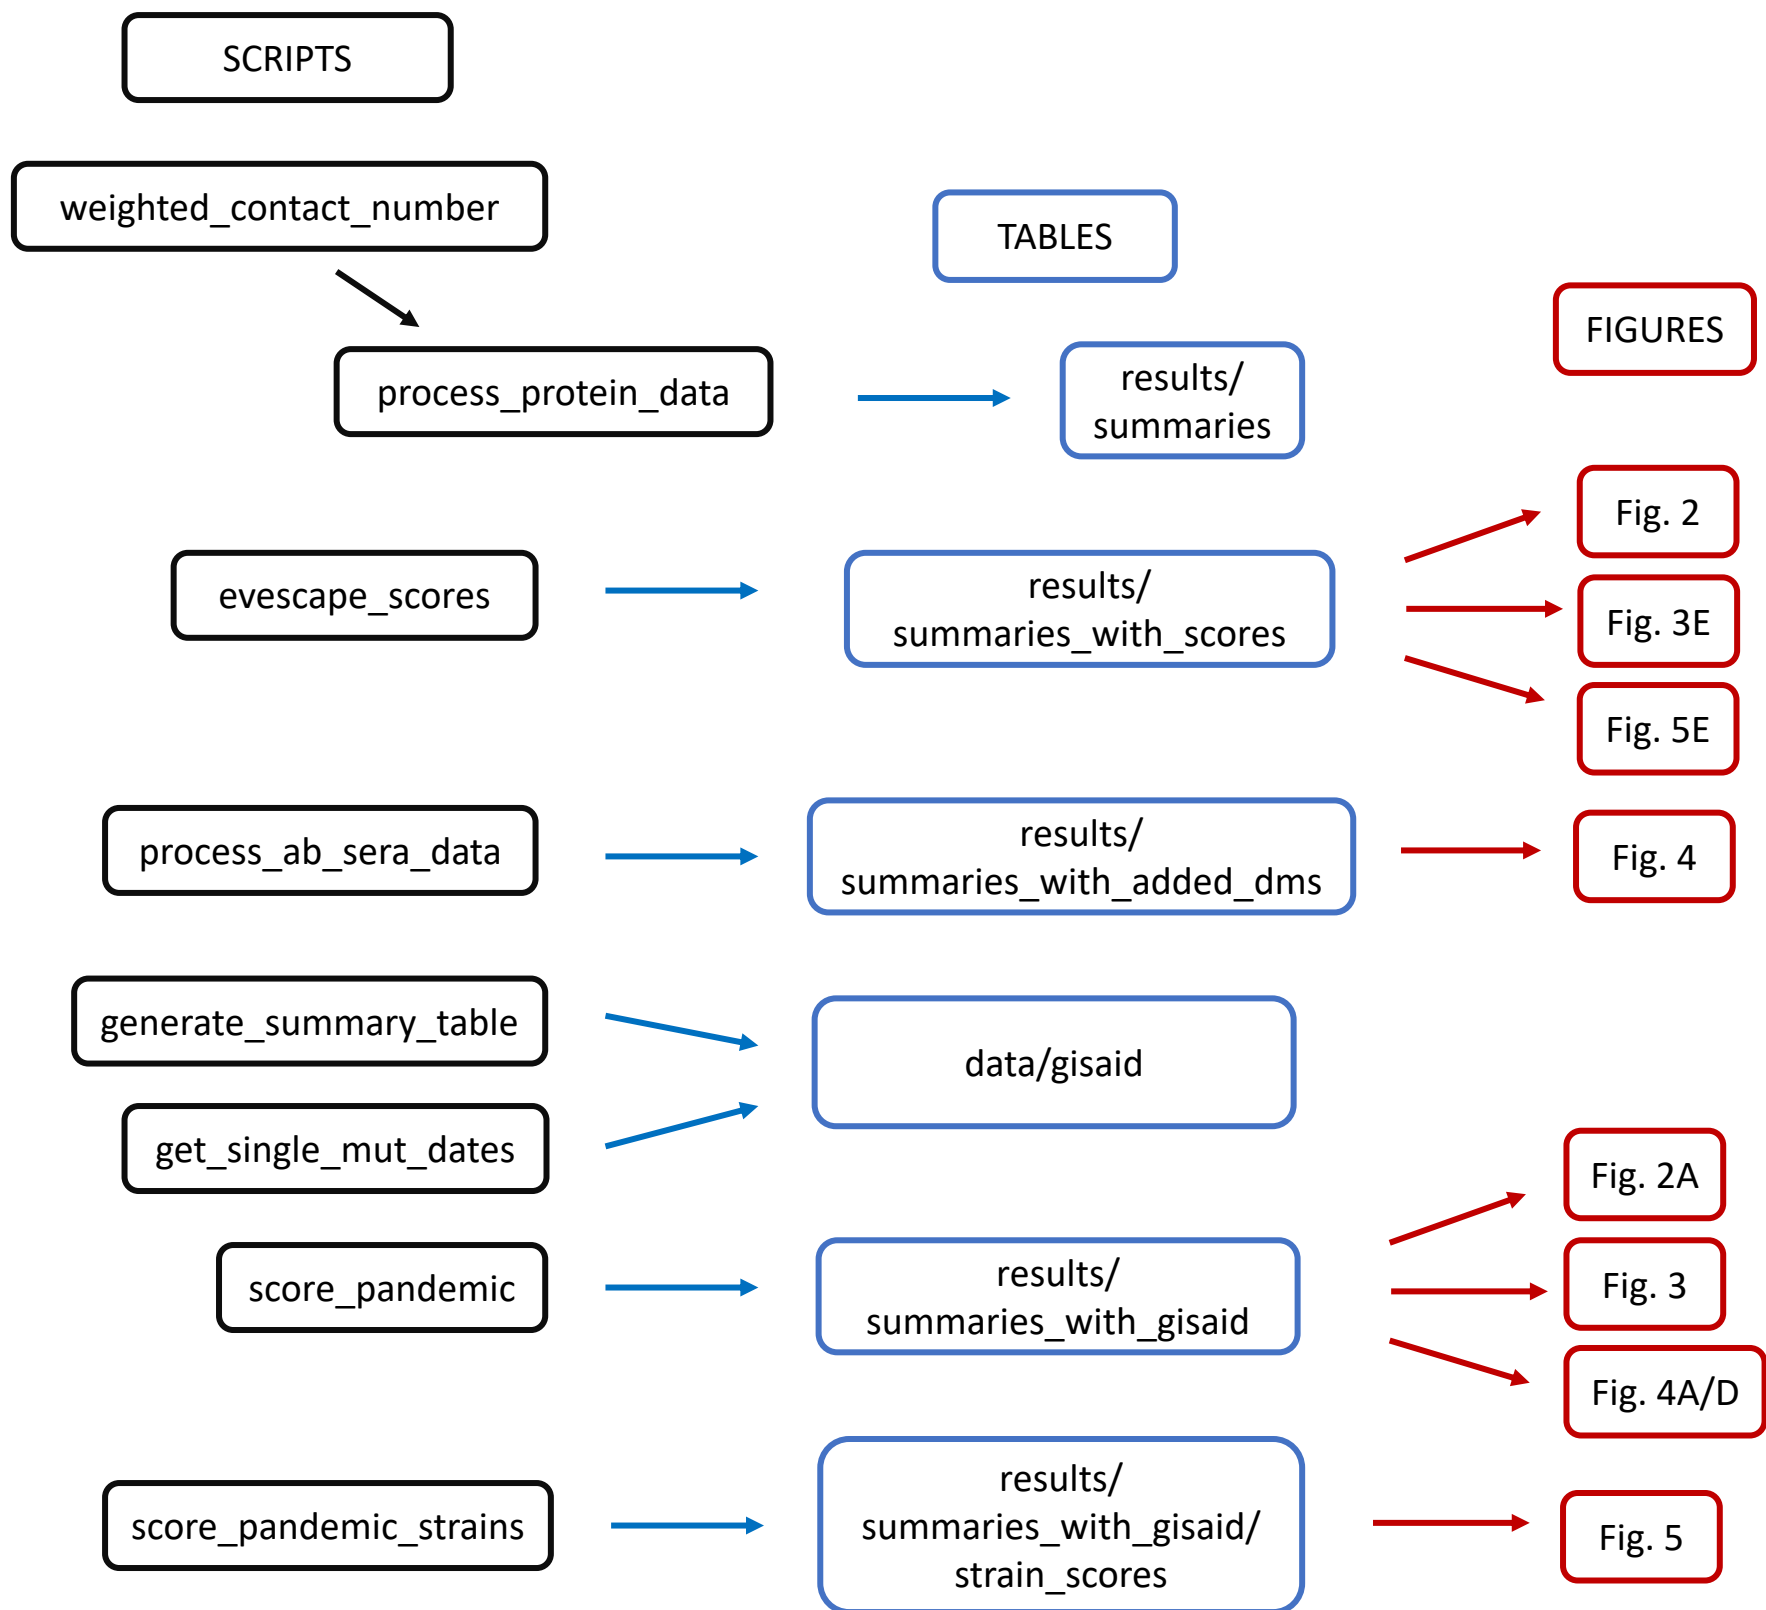 SCRIPTS
weighted_contact_number
TABLES
FIGURES
process_protein_data
results/
summaries
evescape_scores
results/
summaries_with_scores
Fig. 2
Fig. 3E
Fig. 5E
process_ab_sera_data
results/
summaries_with_added_dms
Fig. 4
generate_summary_table
get_single_mut_dates
data/gisaid
score_pandemic
results/
summaries_with_gisaid
Fig. 2A
Fig. 3
Fig. 4A/D
score_pandemic_strains
results/
summaries_with_gisaid/
strain_scores
Fig. 5